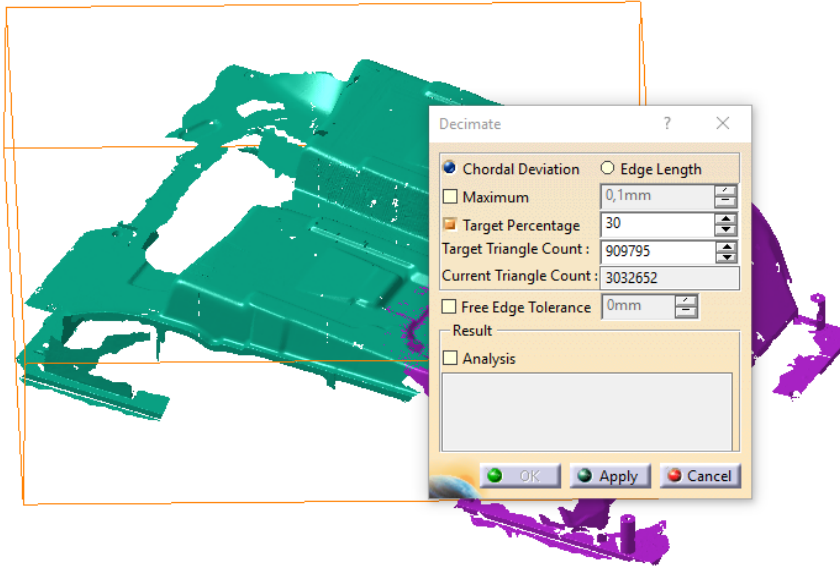 Decimate ? ×
Chordal Deviation Edge Length
Maximum 0,1mm
Target Percentage 30
Target Triangle Count : 909795
Current Triangle Count : 3032652
Free Edge Tolerance 0mm
Result
Analysis
OK Apply Cancel